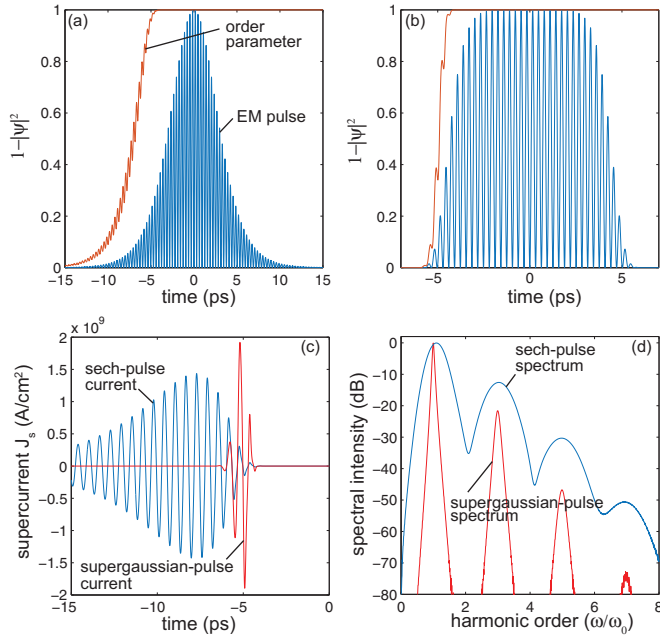 (a)
order
parameter
EM pulse
1−|ψ|²
1
0.8
0.6
0.4
0.2
0
−15 −10 −5 0 5 10 15
time (ps)
(b)
1−|ψ|²
1
0.8
0.6
0.4
0.2
0
−5 0 5
time (ps)
x 10⁹
(c)
sech-pulse
current
supergaussian-pulse
current
supercurrent Jₛ (A/cm²)
2
1.5
1
0.5
0
−0.5
−1
−1.5
−2
−15 −10 −5 0
time (ps)
(d)
sech-pulse
spectrum
supergaussian-pulse
spectrum
spectral intensity (dB)
0
−10
−20
−30
−40
−50
−60
−70
−80
0 2 4 6 8
harmonic order (ω/ω₀)